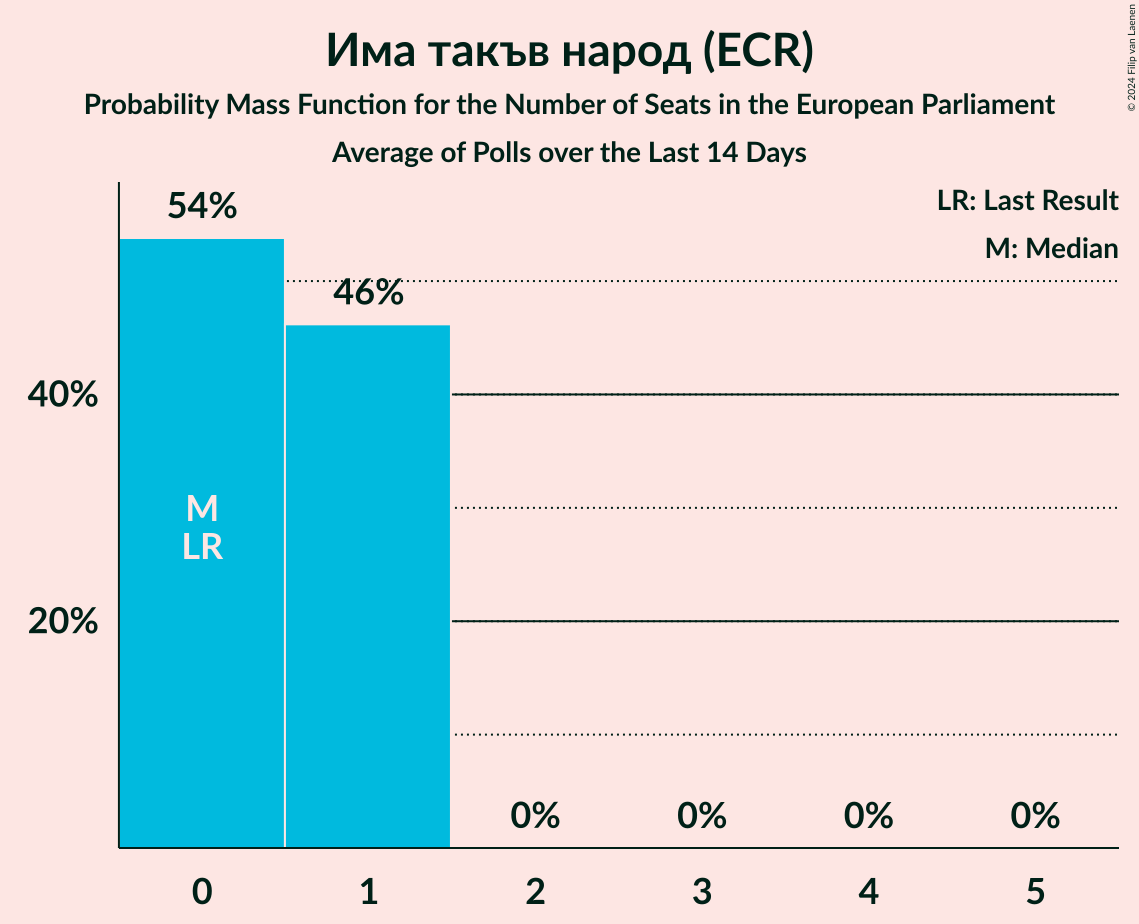 Има такъв народ (ECR)
Probability Mass Function for the Number of Seats in the European Parliament
Average of Polls over the Last 14 Days
© 2024 Filip van Laenen
LR: Last Result
M: Median
54%
46%
40%
20%
M
LR
0%
0%
0%
0%
0
1
2
3
4
5